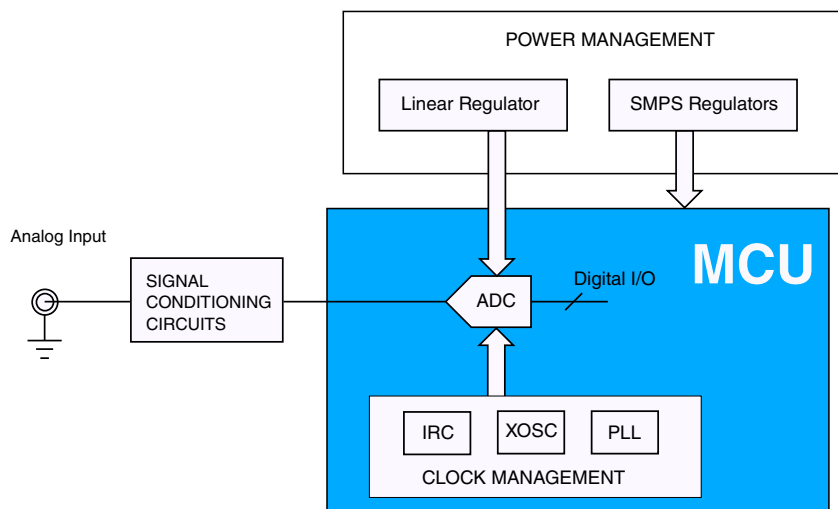 POWER MANAGEMENT
Linear Regulator
SMPS Regulators
Analog Input
MCU
SIGNAL
CONDITIONING
CIRCUITS
ADC
Digital I/O
IRC
XOSC
PLL
CLOCK MANAGEMENT